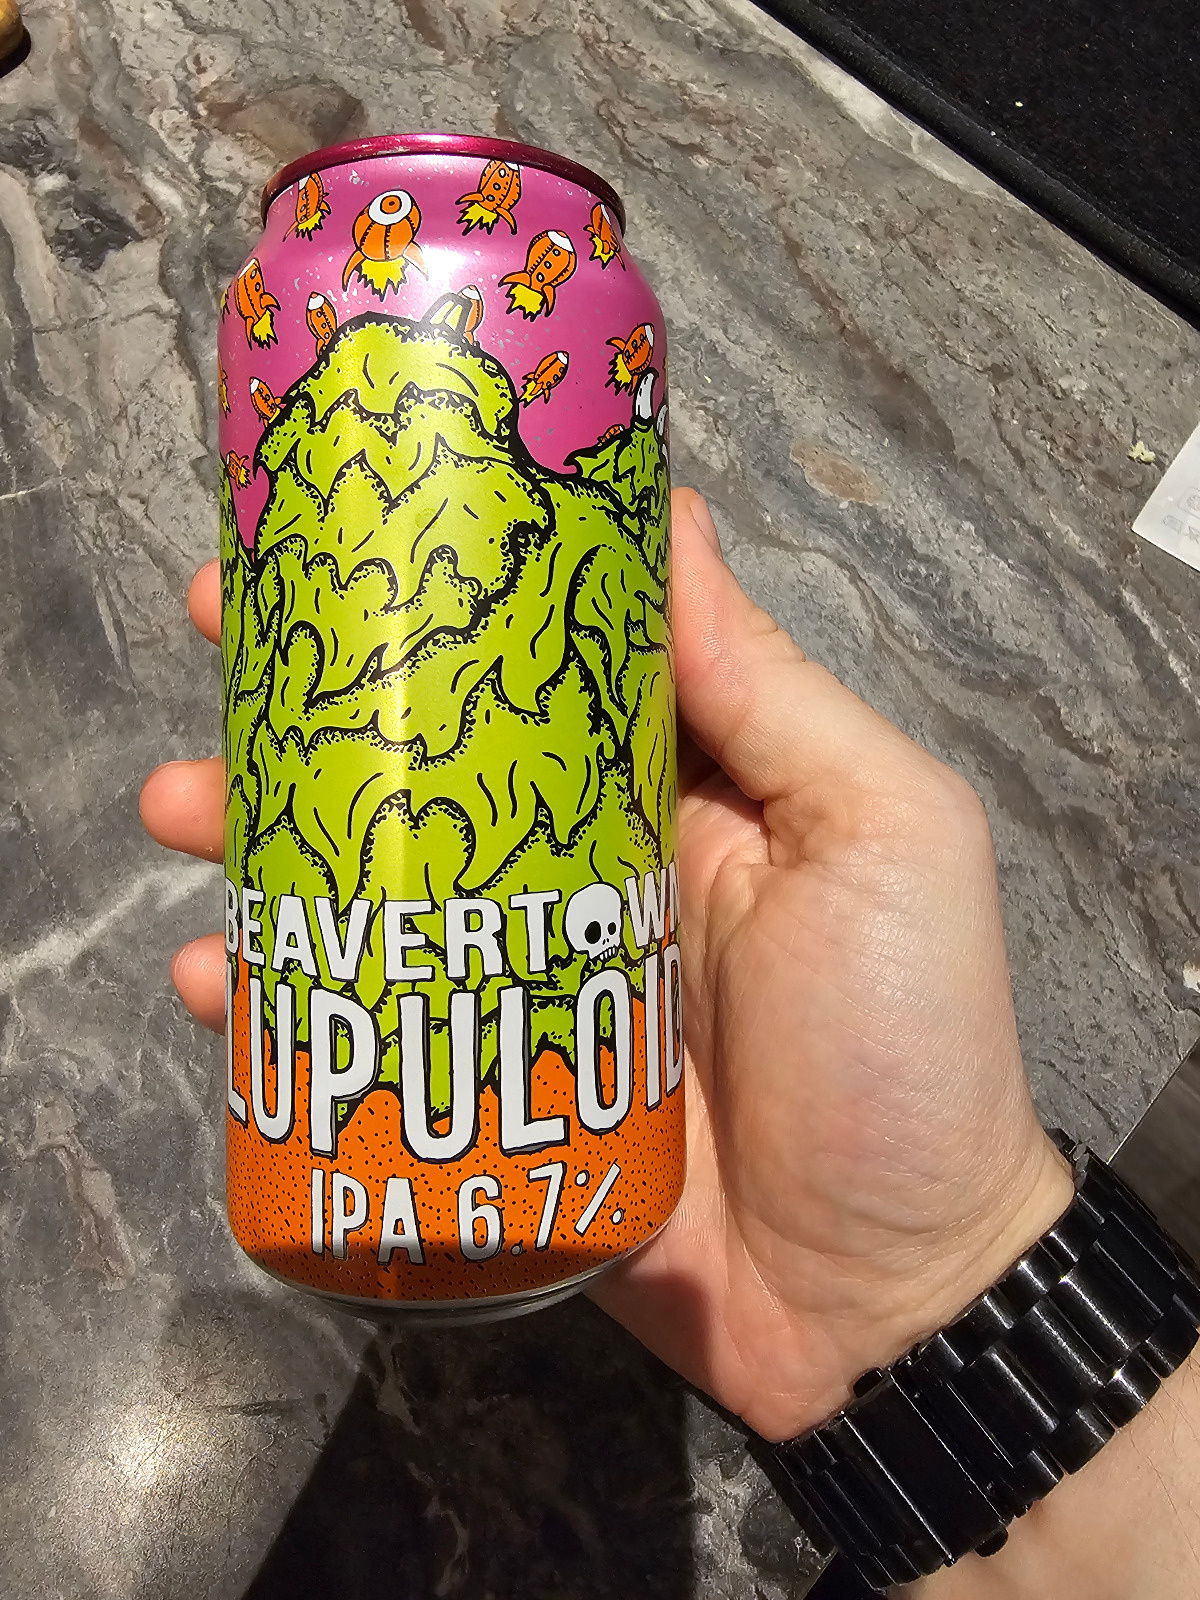 BEAVERTOWN
LUPULOID
IPA 6.7%